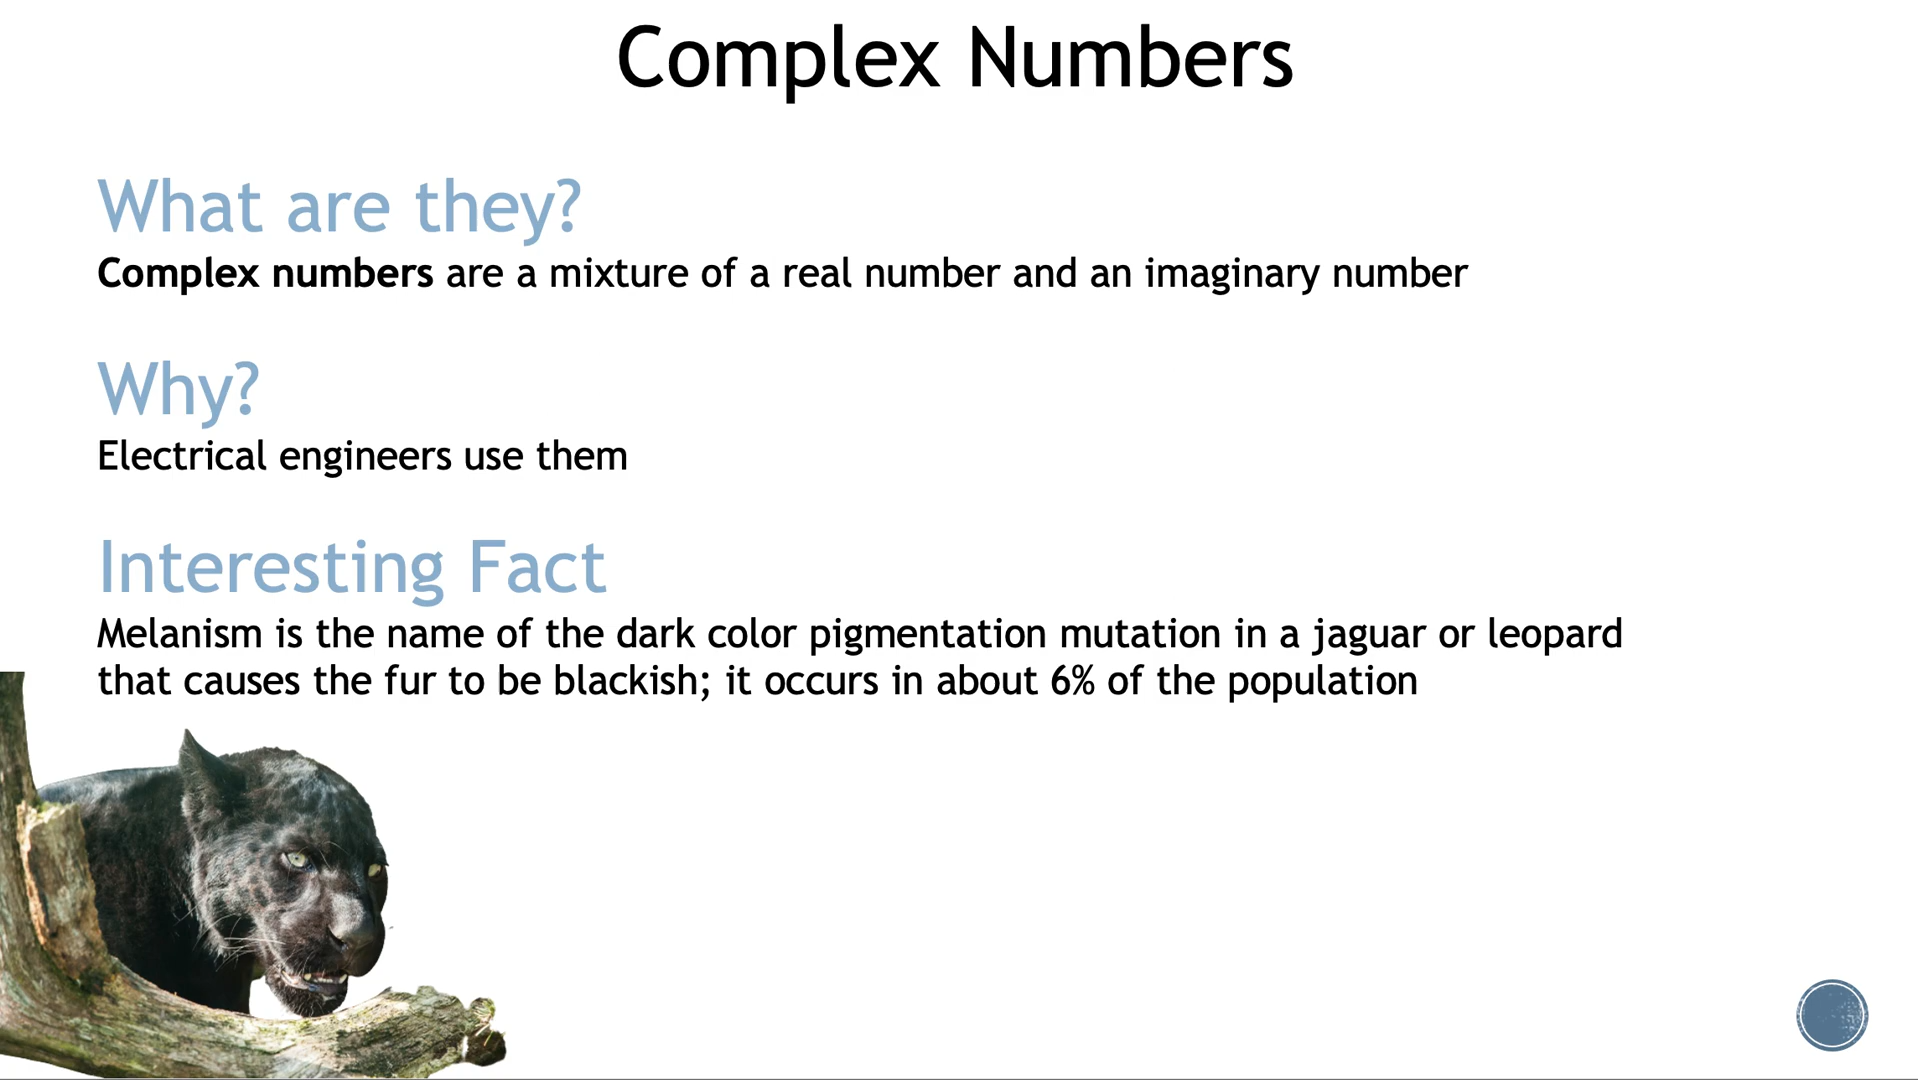 Complex Numbers
What are they?
Complex numbers are a mixture of a real number and an imaginary number
Why?
Electrical engineers use them
Interesting Fact
Melanism is the name of the dark color pigmentation mutation in a jaguar or leopard
that causes the fur to be blackish; it occurs in about 6% of the population